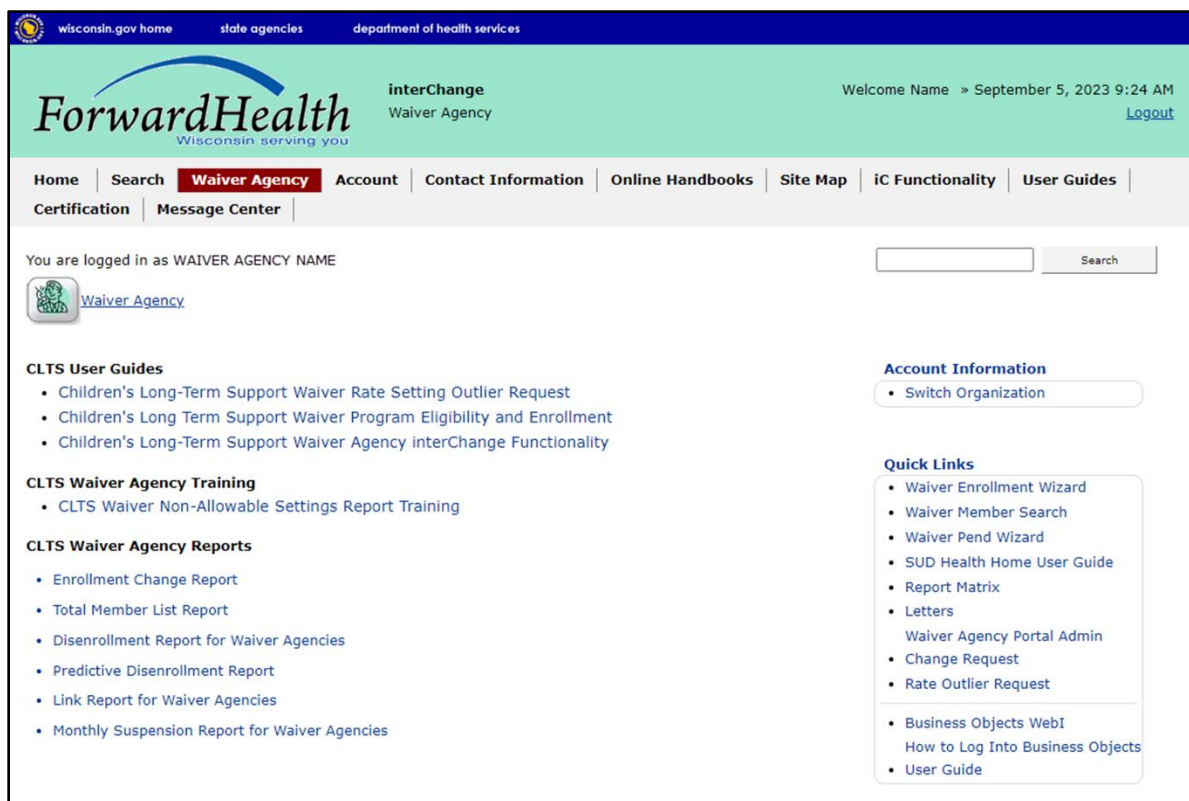 wisconsin.gov home state agencies department of health services
ForwardHealth
Wisconsin serving you
interChange
Waiver Agency
Welcome Name » September 5, 2023 9:24 AM
Logout
Home Search Waiver Agency Account Contact Information Online Handbooks Site Map iC Functionality User Guides
Certification Message Center
You are logged in as WAIVER AGENCY NAME
Search
Waiver Agency
CLTS User Guides
• Children's Long-Term Support Waiver Rate Setting Outlier Request
• Children's Long Term Support Waiver Program Eligibility and Enrollment
• Children's Long-Term Support Waiver Agency interChange Functionality
CLTS Waiver Agency Training
• CLTS Waiver Non-Allowable Settings Report Training
CLTS Waiver Agency Reports
• Enrollment Change Report
• Total Member List Report
• Disenrollment Report for Waiver Agencies
• Predictive Disenrollment Report
• Link Report for Waiver Agencies
• Monthly Suspension Report for Waiver Agencies
Account Information
• Switch Organization
Quick Links
• Waiver Enrollment Wizard
• Waiver Member Search
• Waiver Pend Wizard
• SUD Health Home User Guide
• Report Matrix
• Letters
Waiver Agency Portal Admin
• Change Request
• Rate Outlier Request
• Business Objects WebI
How to Log Into Business Objects
• User Guide